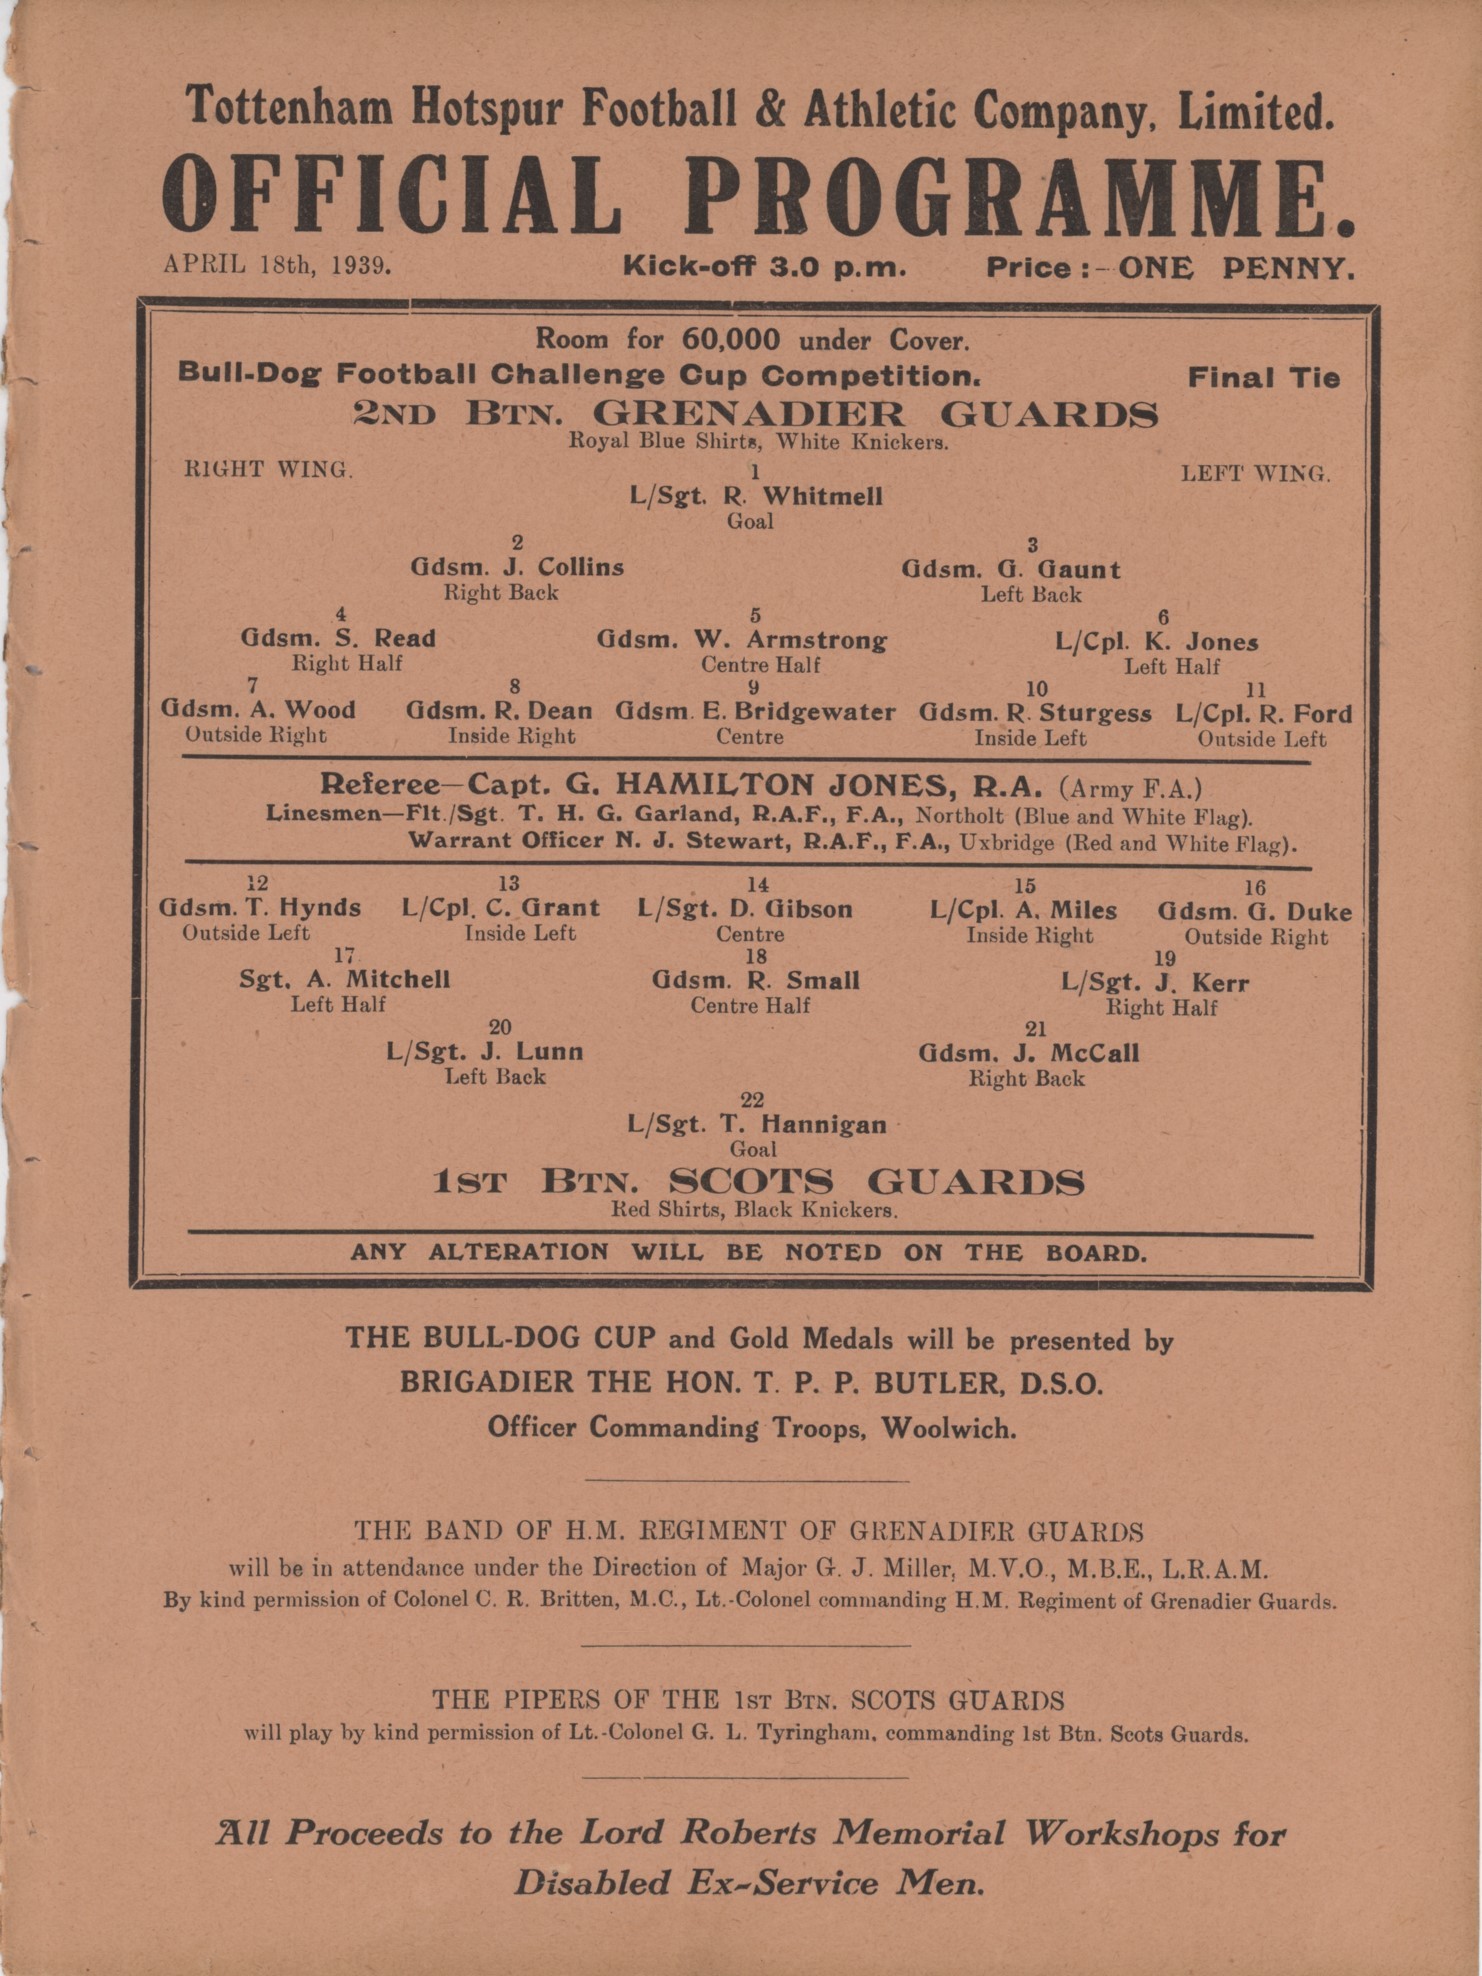 Tottenham Hotspur Football & Athletic Company, Limited.
OFFICIAL PROGRAMME.
APRIL 18th, 1939. Kick-off 3.0 p.m. Price :- ONE PENNY.
Room for 60,000 under Cover.
Bull-Dog Football Challenge Cup Competition. Final Tie
2ND BTN. GRENADIER GUARDS
Royal Blue Shirts, White Knickers.
RIGHT WING. 1 LEFT WING.
L/Sgt. R. Whitmell
Goal
2 3
Gdsm. J. Collins Gdsm. G. Gaunt
Right Back Left Back
4 5 6
Gdsm. S. Read Gdsm. W. Armstrong L/Cpl. K. Jones
Right Half Centre Half Left Half
7 8 9 10 11
Gdsm. A. Wood Gdsm. R. Dean Gdsm. E. Bridgewater Gdsm. R. Sturgess L/Cpl. R. Ford
Outside Right Inside Right Centre Inside Left Outside Left
Referee—Capt. G. HAMILTON JONES, R.A. (Army F.A.)
Linesmen—Flt./Sgt. T. H. G. Garland, R.A.F., F.A., Northolt (Blue and White Flag).
Warrant Officer N. J. Stewart, R.A.F., F.A., Uxbridge (Red and White Flag).
12 13 14 15 16
Gdsm. T. Hynds L/Cpl. C. Grant L/Sgt. D. Gibson L/Cpl. A. Miles Gdsm. G. Duke
Outside Left Inside Left Centre Inside Right Outside Right
17 18 19
Sgt. A. Mitchell Gdsm. R. Small L/Sgt. J. Kerr
Left Half Centre Half Right Half
20 21
L/Sgt. J. Lunn Gdsm. J. McCall
Left Back Right Back
22
L/Sgt. T. Hannigan
Goal
1ST BTN. SCOTS GUARDS
Red Shirts, Black Knickers.
ANY ALTERATION WILL BE NOTED ON THE BOARD.
THE BULL-DOG CUP and Gold Medals will be presented by
BRIGADIER THE HON. T. P. P. BUTLER, D.S.O.
Officer Commanding Troops, Woolwich.
THE BAND OF H.M. REGIMENT OF GRENADIER GUARDS
will be in attendance under the Direction of Major G. J. Miller, M.V.O., M.B.E., L.R.A.M.
By kind permission of Colonel C. R. Britten, M.C., Lt.-Colonel commanding H.M. Regiment of Grenadier Guards.
THE PIPERS OF THE 1ST BTN. SCOTS GUARDS
will play by kind permission of Lt.-Colonel G. L. Tyringham, commanding 1st Btn. Scots Guards.
All Proceeds to the Lord Roberts Memorial Workshops for
Disabled Ex-Service Men.